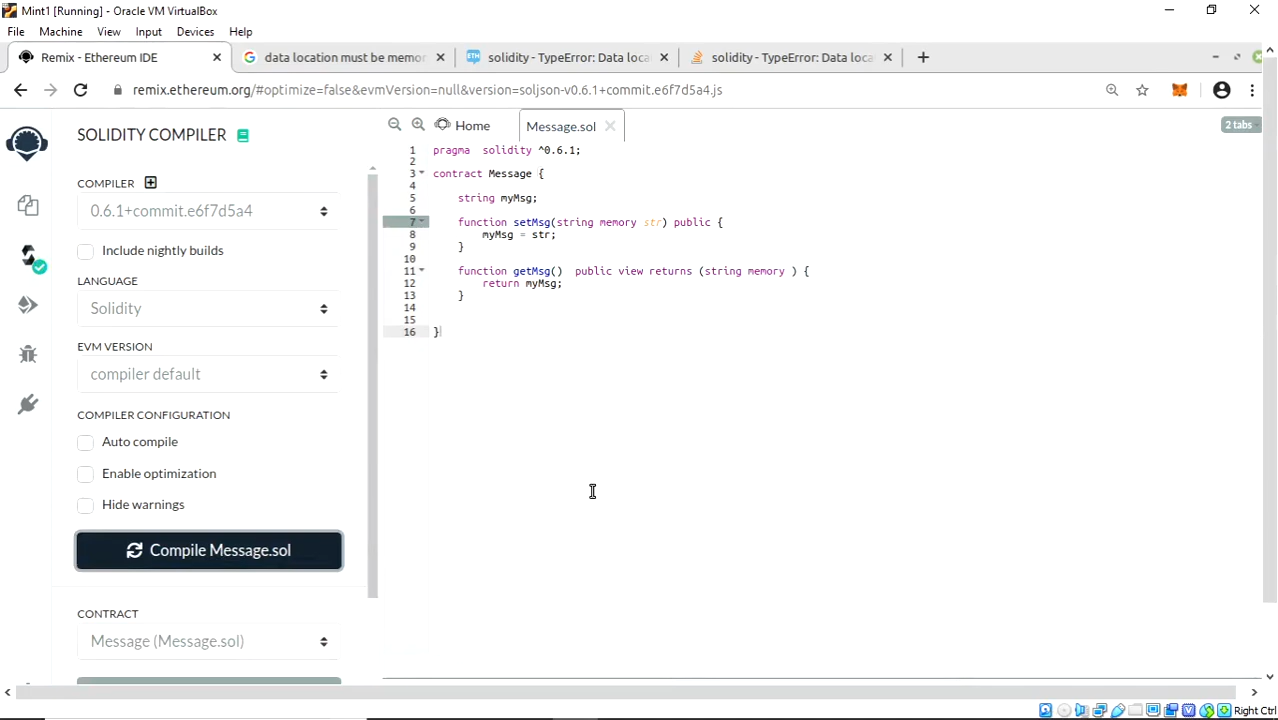 Mint1 [Running] - Oracle VM VirtualBox
File Machine View Input Devices Help
Remix - Ethereum IDE
data location must be memor
solidity - TypeError: Data loca
solidity - TypeError: Data loca
remix.ethereum.org/#optimize=false&evmVersion=null&version=soljson-v0.6.1+commit.e6f7d5a4.js
SOLIDITY COMPILER
COMPILER
0.6.1+commit.e6f7d5a4
Include nightly builds
LANGUAGE
Solidity
EVM VERSION
compiler default
COMPILER CONFIGURATION
Auto compile
Enable optimization
Hide warnings
Compile Message.sol
CONTRACT
Message (Message.sol)
Home
Message.sol
2 tabs
1 pragma  solidity ^0.6.1;
2
3 contract Message {
4
5 string myMsg;
6
7 function setMsg(string memory str) public {
8 myMsg = str;
9 }
10
11 function getMsg()  public view returns (string memory ) {
12 return myMsg;
13 }
14
15
16 }
Right Ctrl